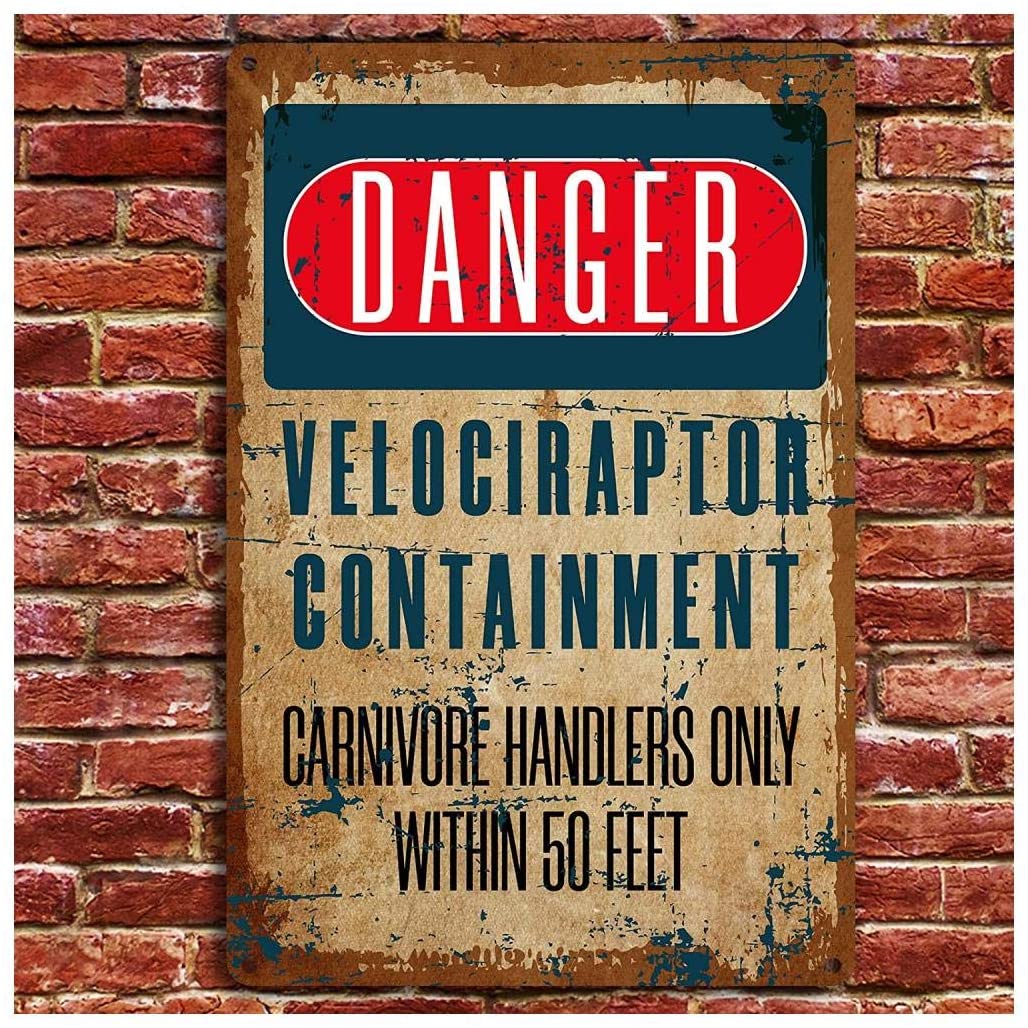 DANGER
VELOCIRAPTOR
CONTAINMENT
CARNIVORE HANDLERS ONLY
WITHIN 50 FEET